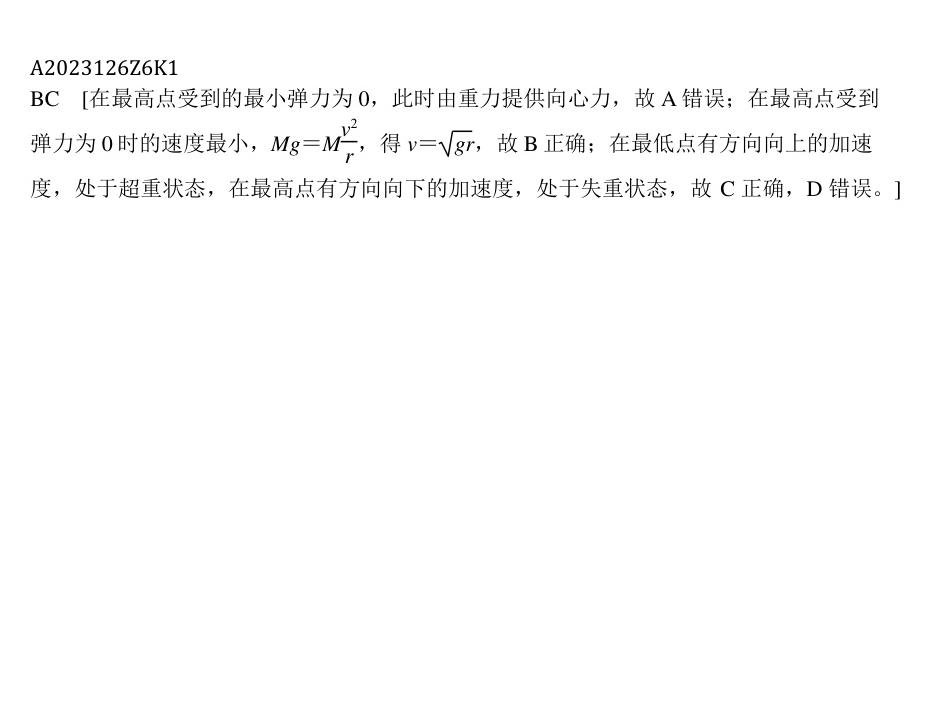 A2023126Z6K1
BC　[在最高点受到的最小弹力为 0，此时由重力提供向心力，故 A 错误；在最高点受到
弹力为 0 时的速度最小，Mg＝M\frac{v^2}{r}，得 v＝\sqrt{gr}，故 B 正确；在最低点有方向向上的加速
度，处于超重状态，在最高点有方向向下的加速度，处于失重状态，故 C 正确，D 错误。]